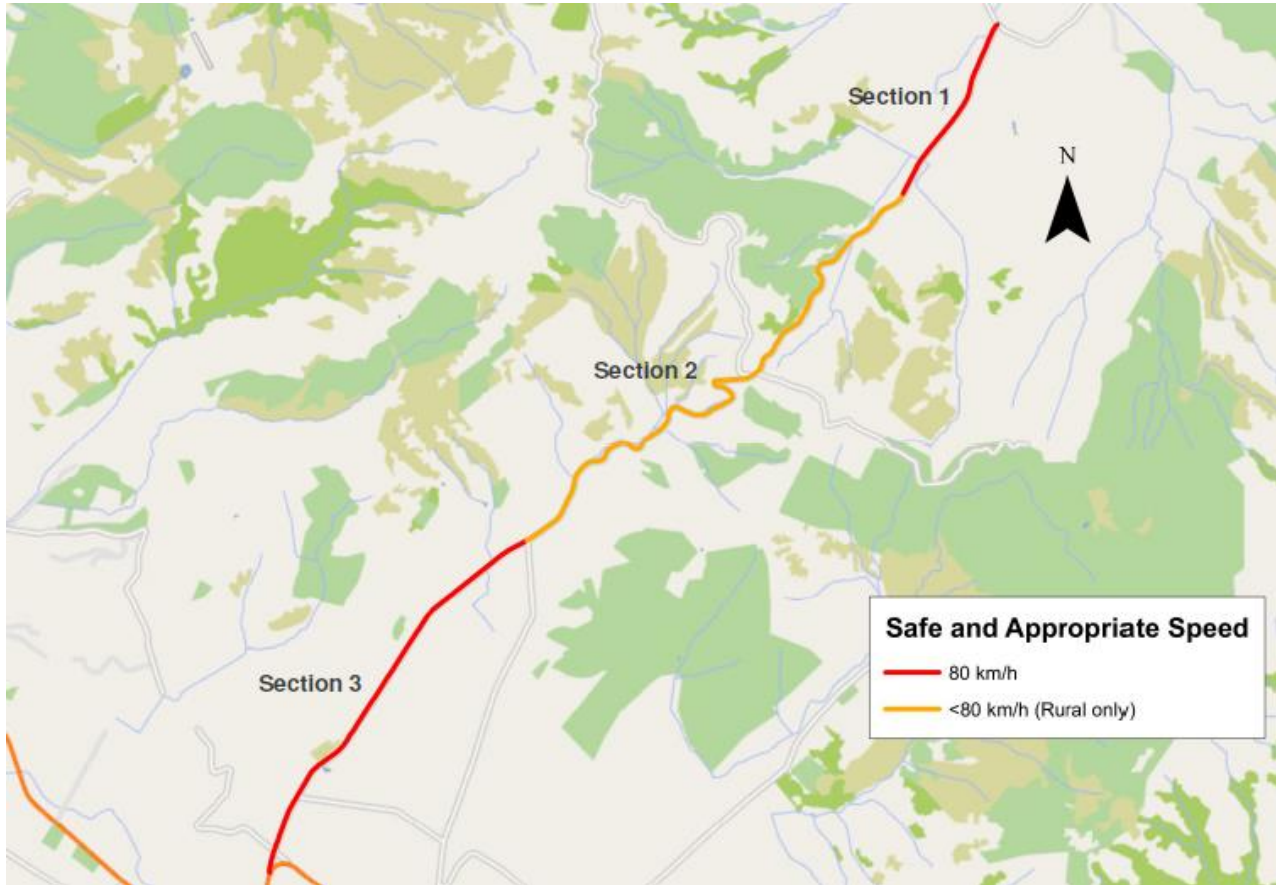 Section 1
N
Section 2
Section 3
Safe and Appropriate Speed
80 km/h
<80 km/h (Rural only)